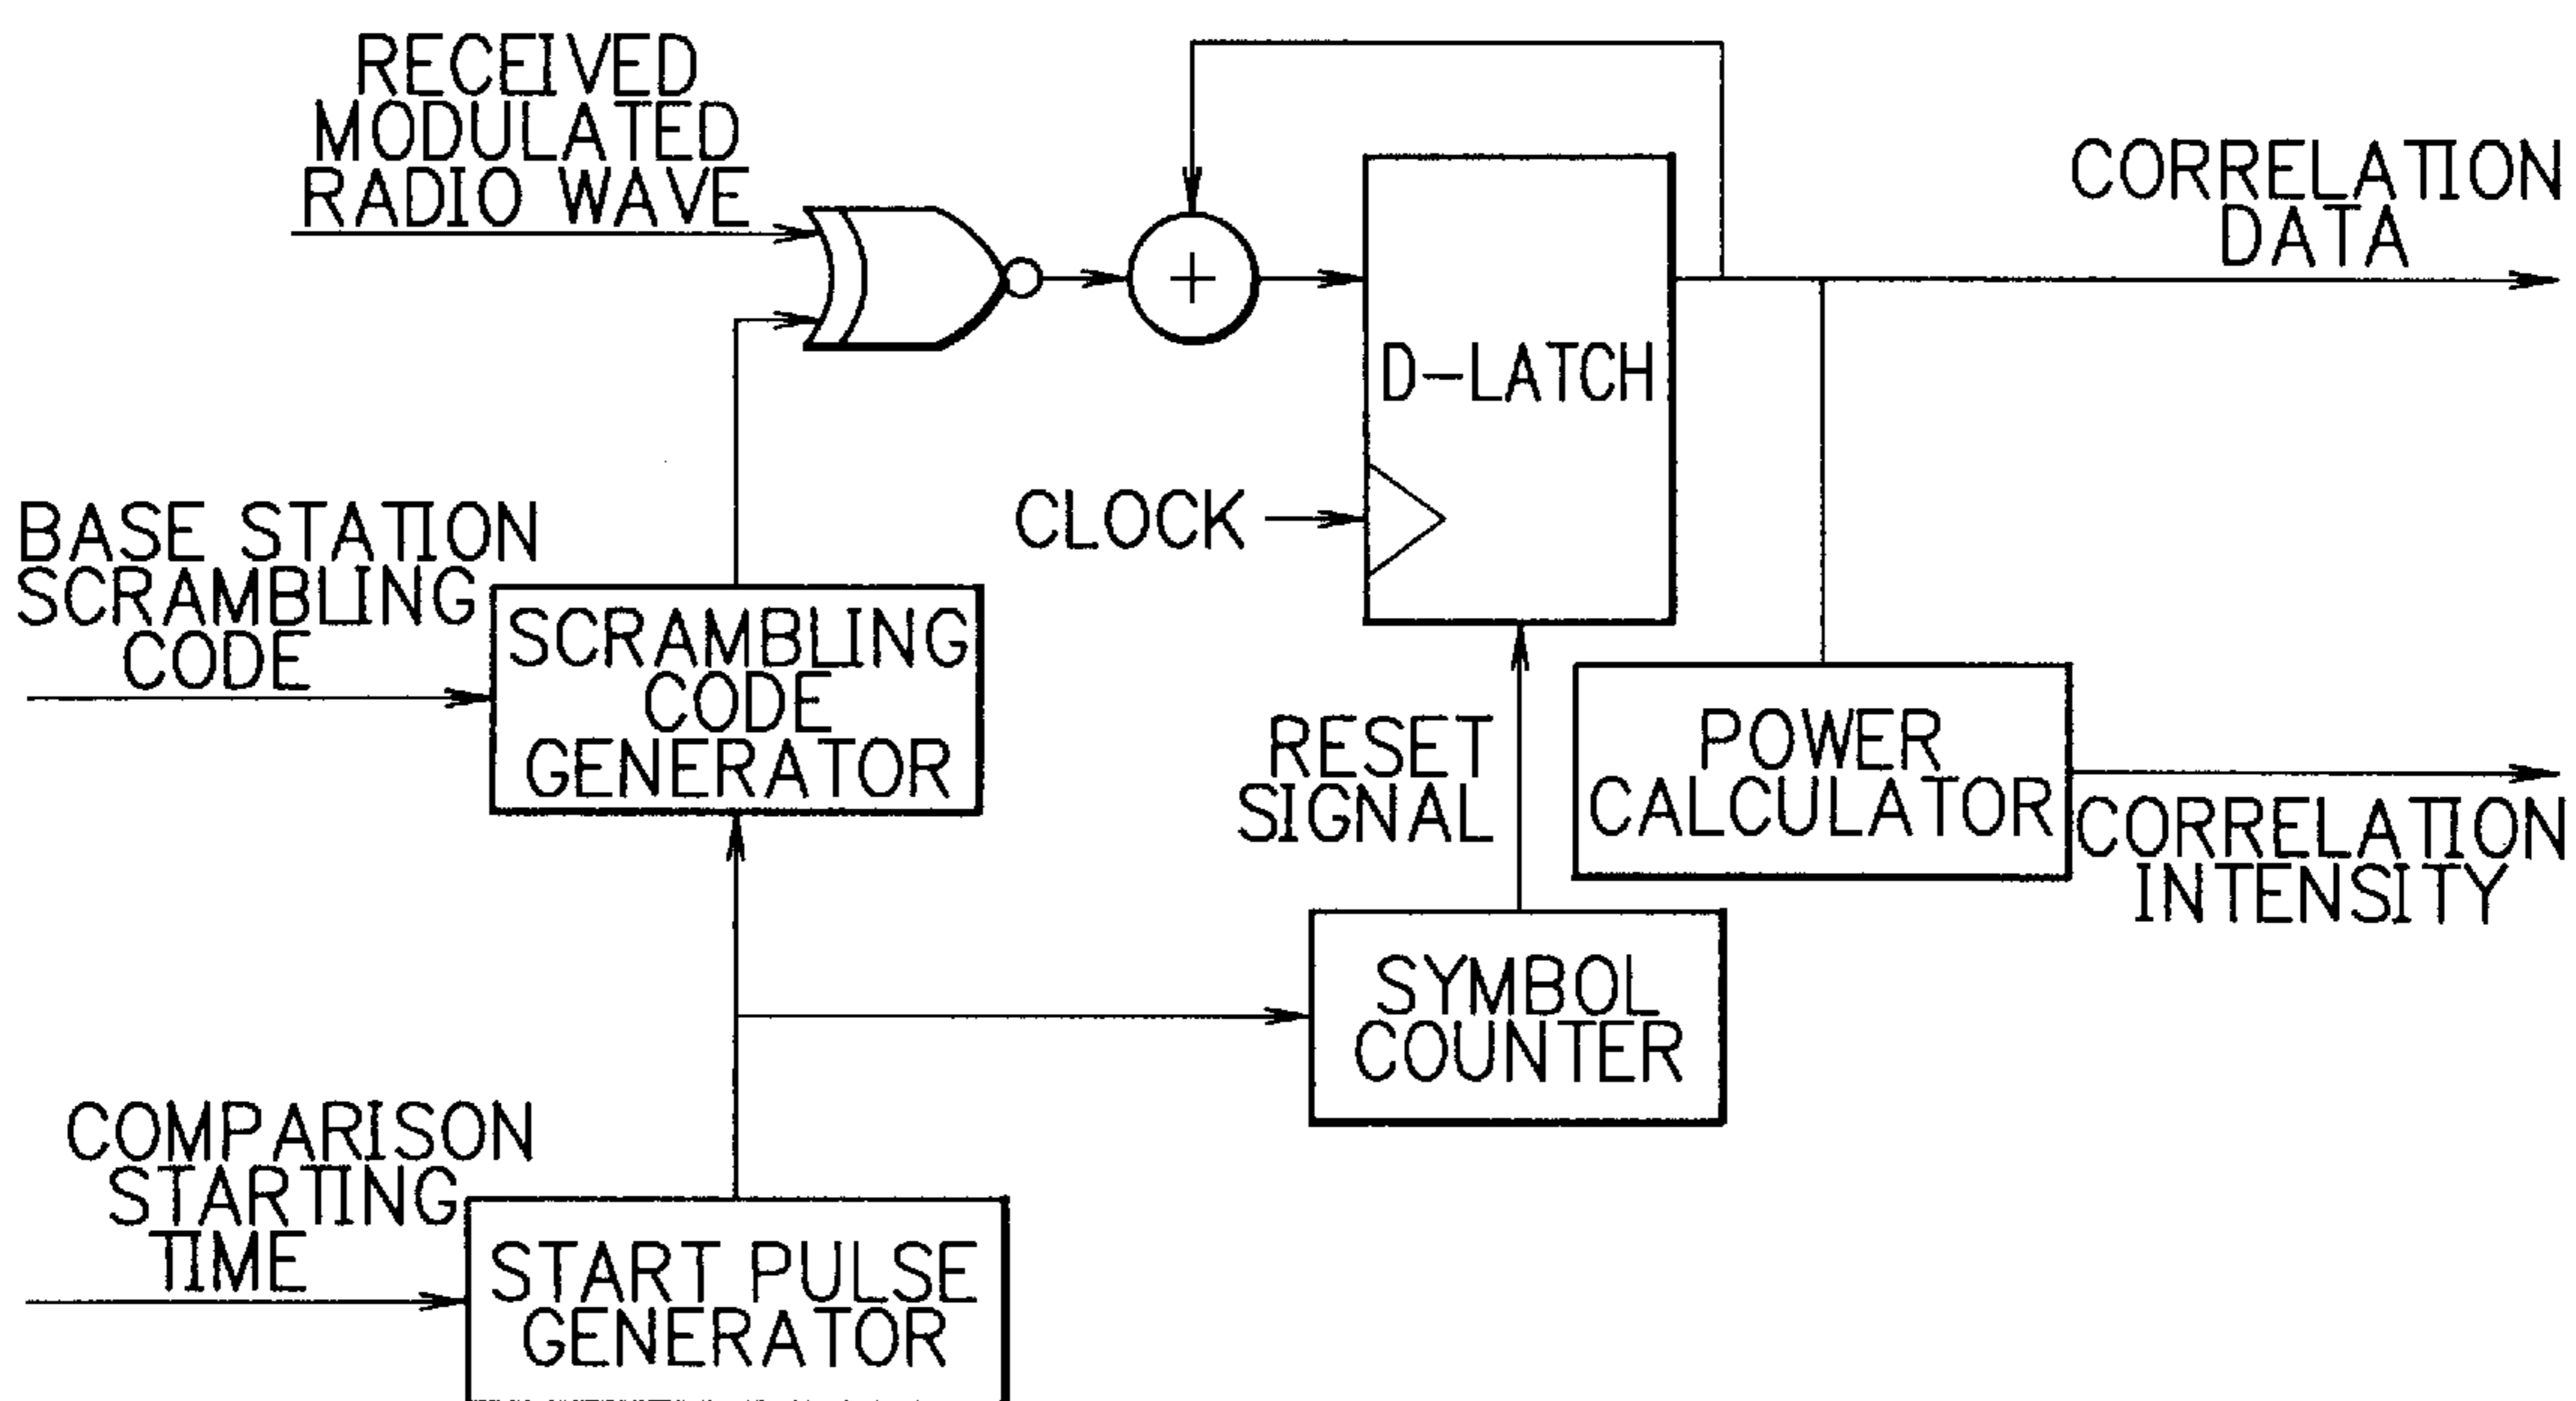 RECEIVED
MODULATED
RADIO WAVE
CORRELATION
DATA
+
D-LATCH
CLOCK
BASE STATION
SCRAMBLING
CODE
SCRAMBLING
CODE
GENERATOR
RESET
SIGNAL
POWER
CALCULATOR
CORRELATION
INTENSITY
SYMBOL
COUNTER
COMPARISON
STARTING
TIME
START PULSE
GENERATOR